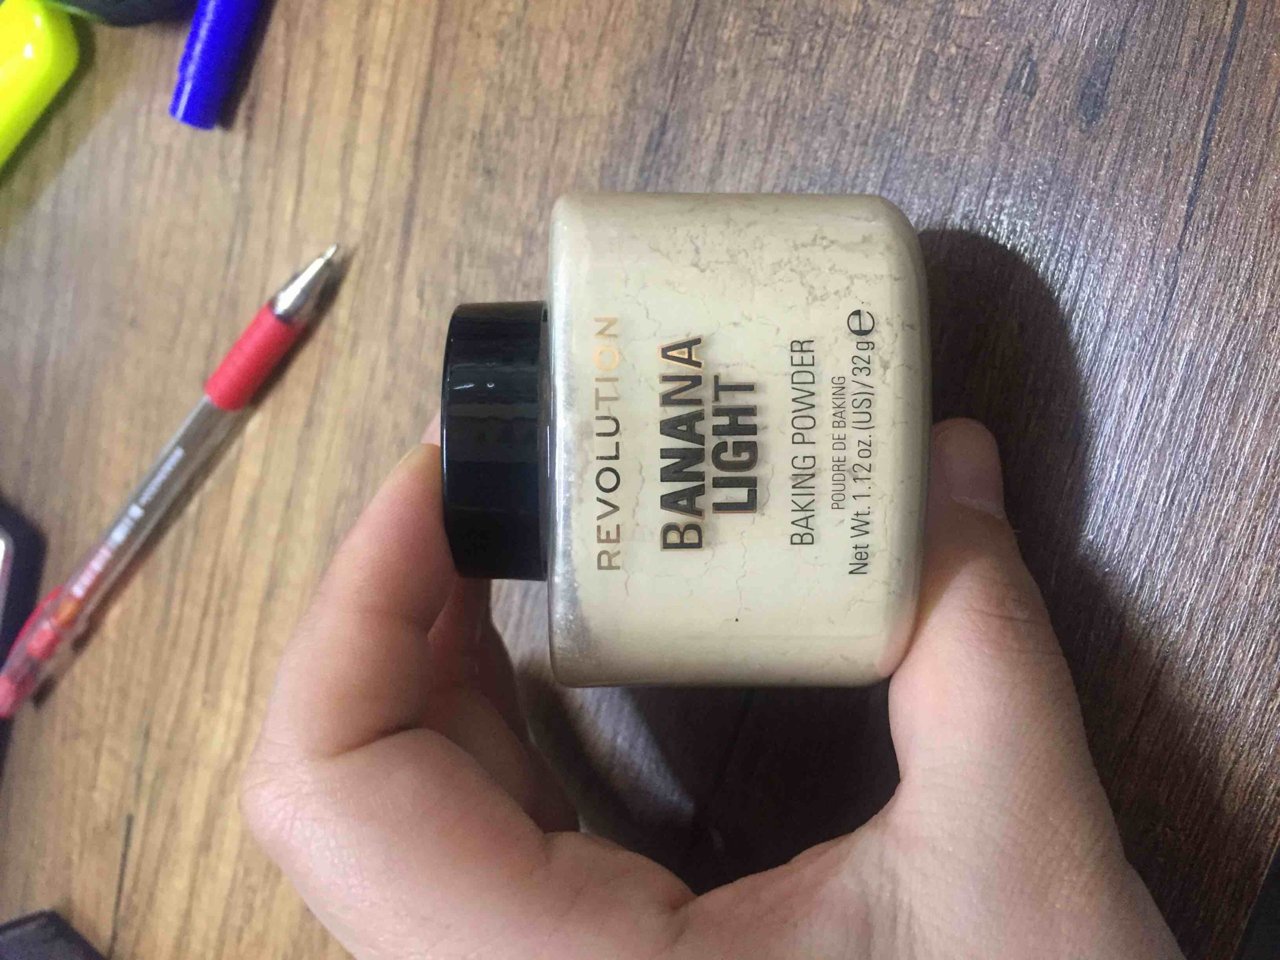 REVOLUTION
BANANA
LIGHT
BAKING POWDER
POUDRE DE BAKING
Net Wt. 1.12 oz. (US)/32g℮